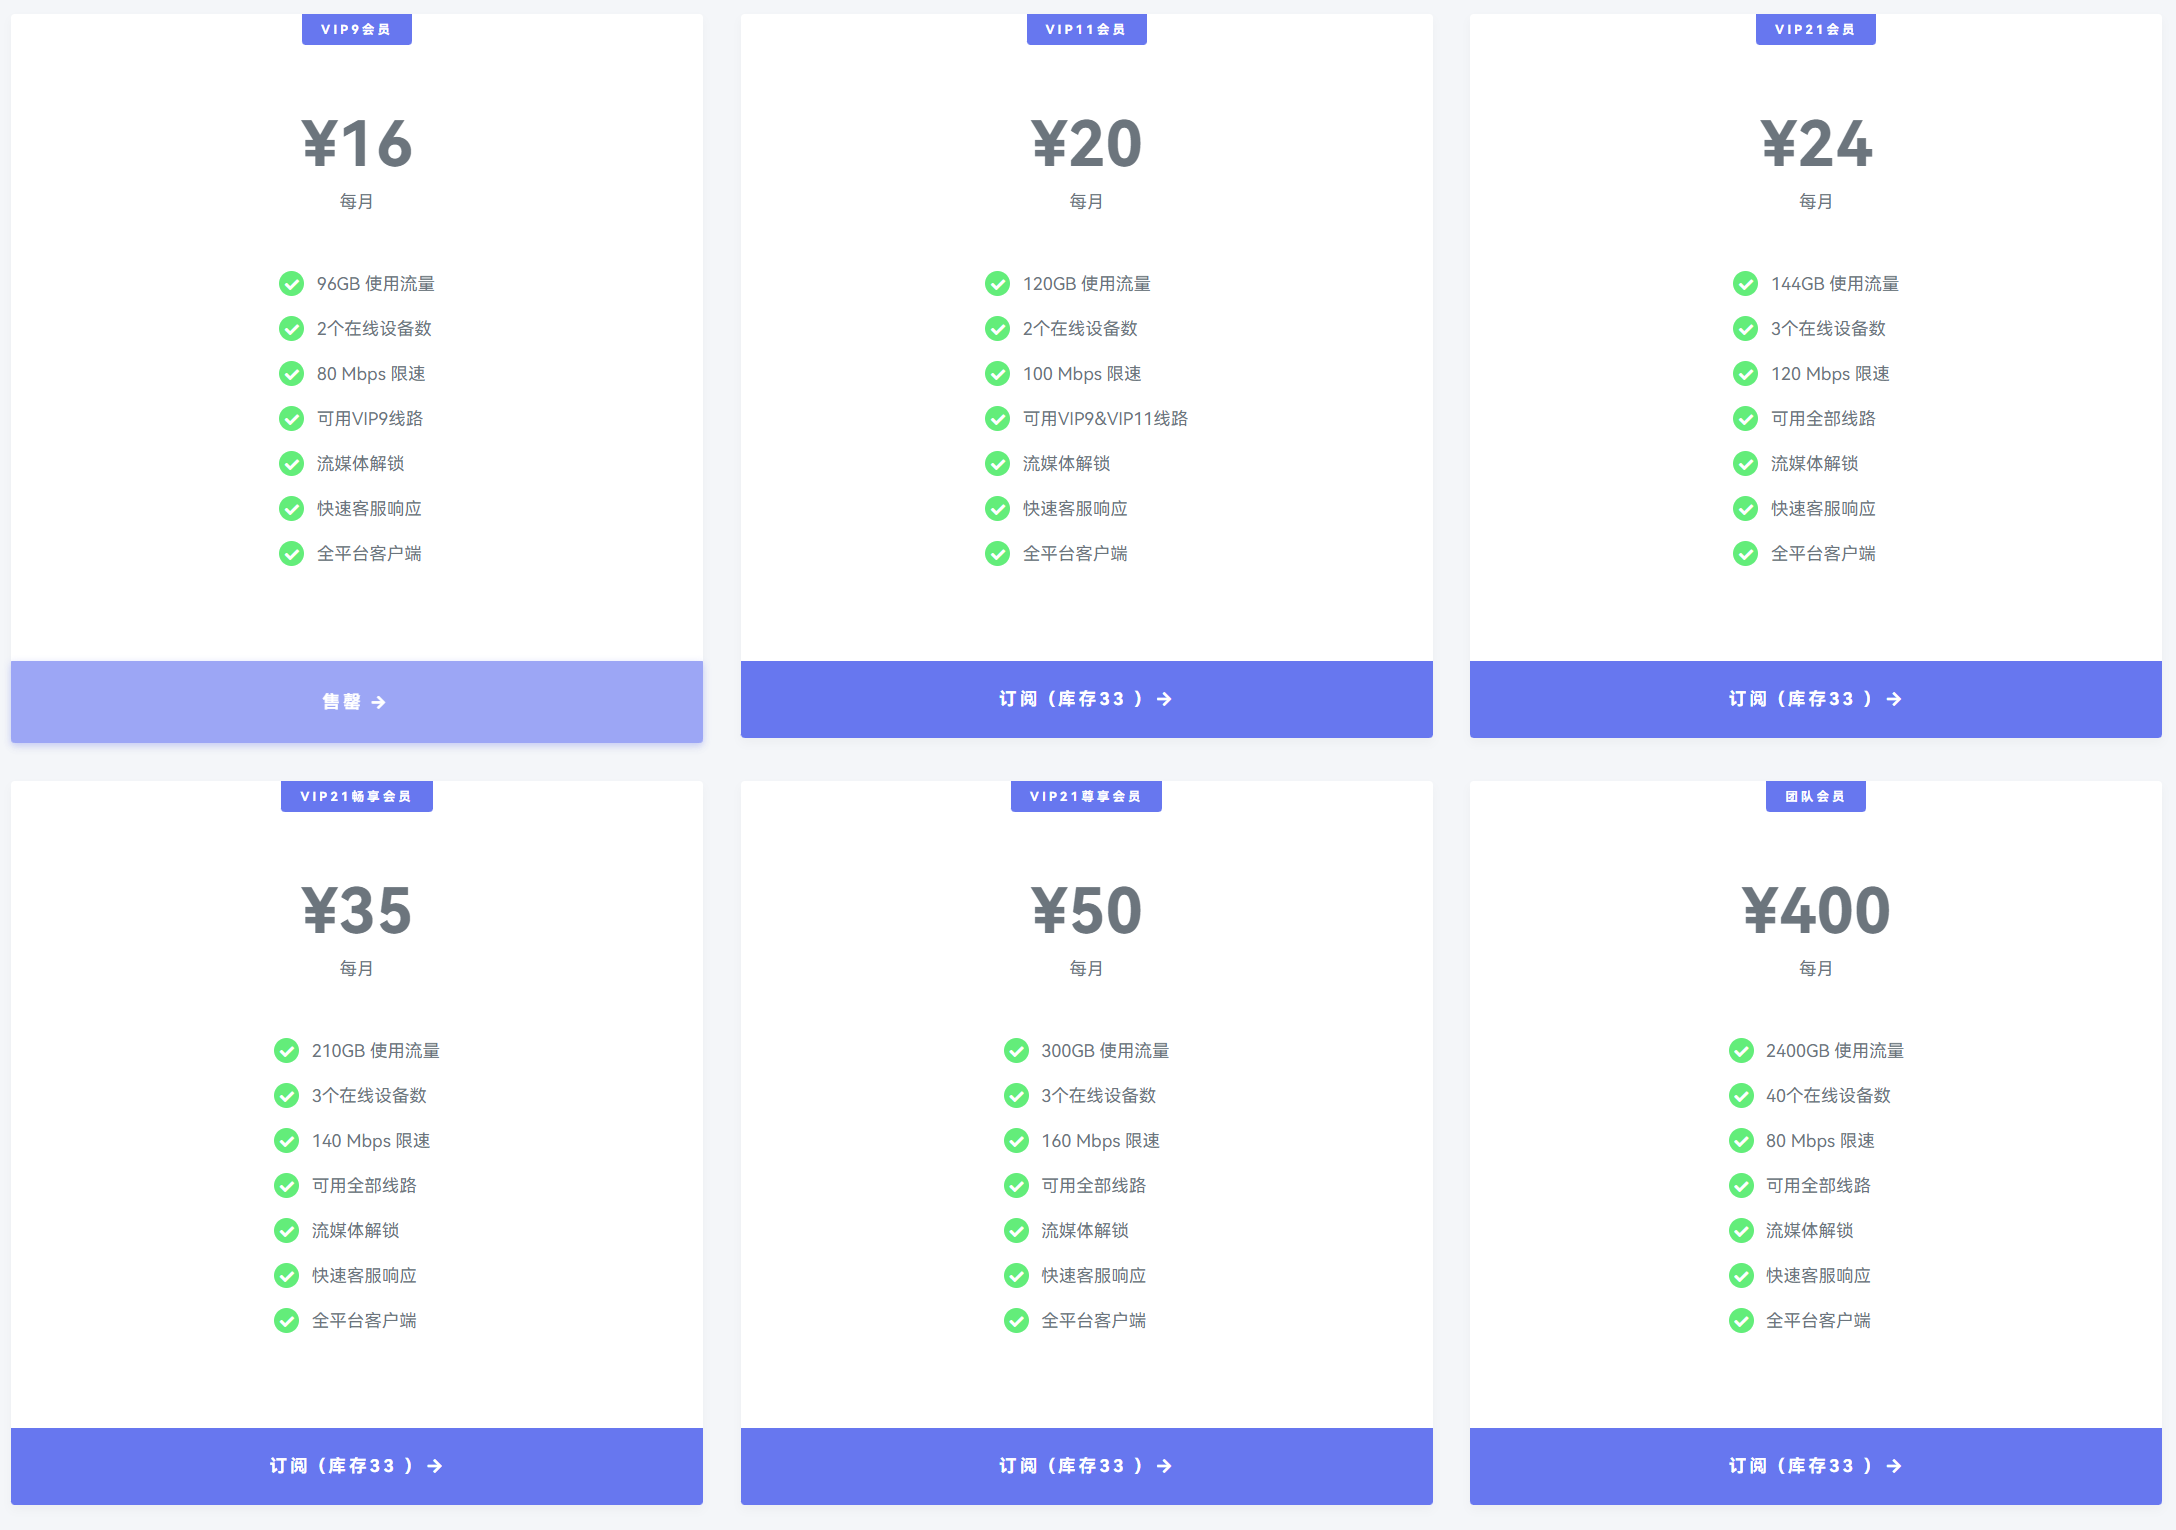 VIP9会员
¥16
每月
96GB 使用流量
2个在线设备数
80 Mbps 限速
可用VIP9线路
流媒体解锁
快速客服响应
全平台客户端
售罄 →
VIP11会员
¥20
每月
120GB 使用流量
2个在线设备数
100 Mbps 限速
可用VIP9&VIP11线路
流媒体解锁
快速客服响应
全平台客户端
订阅（库存33 ）→
VIP21会员
¥24
每月
144GB 使用流量
3个在线设备数
120 Mbps 限速
可用全部线路
流媒体解锁
快速客服响应
全平台客户端
订阅（库存33 ）→
VIP21畅享会员
¥35
每月
210GB 使用流量
3个在线设备数
140 Mbps 限速
可用全部线路
流媒体解锁
快速客服响应
全平台客户端
订阅（库存33 ）→
VIP21尊享会员
¥50
每月
300GB 使用流量
3个在线设备数
160 Mbps 限速
可用全部线路
流媒体解锁
快速客服响应
全平台客户端
订阅（库存33 ）→
团队会员
¥400
每月
2400GB 使用流量
40个在线设备数
80 Mbps 限速
可用全部线路
流媒体解锁
快速客服响应
全平台客户端
订阅（库存33 ）→